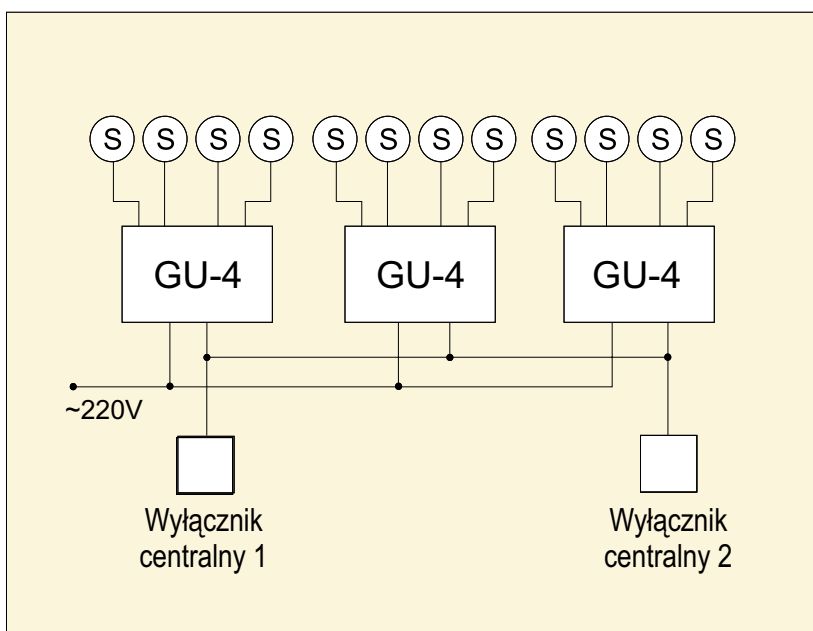 S S S S S S S S S S S S
GU-4 GU-4 GU-4
~220V
Wyłącznik
centralny 1
Wyłącznik
centralny 2